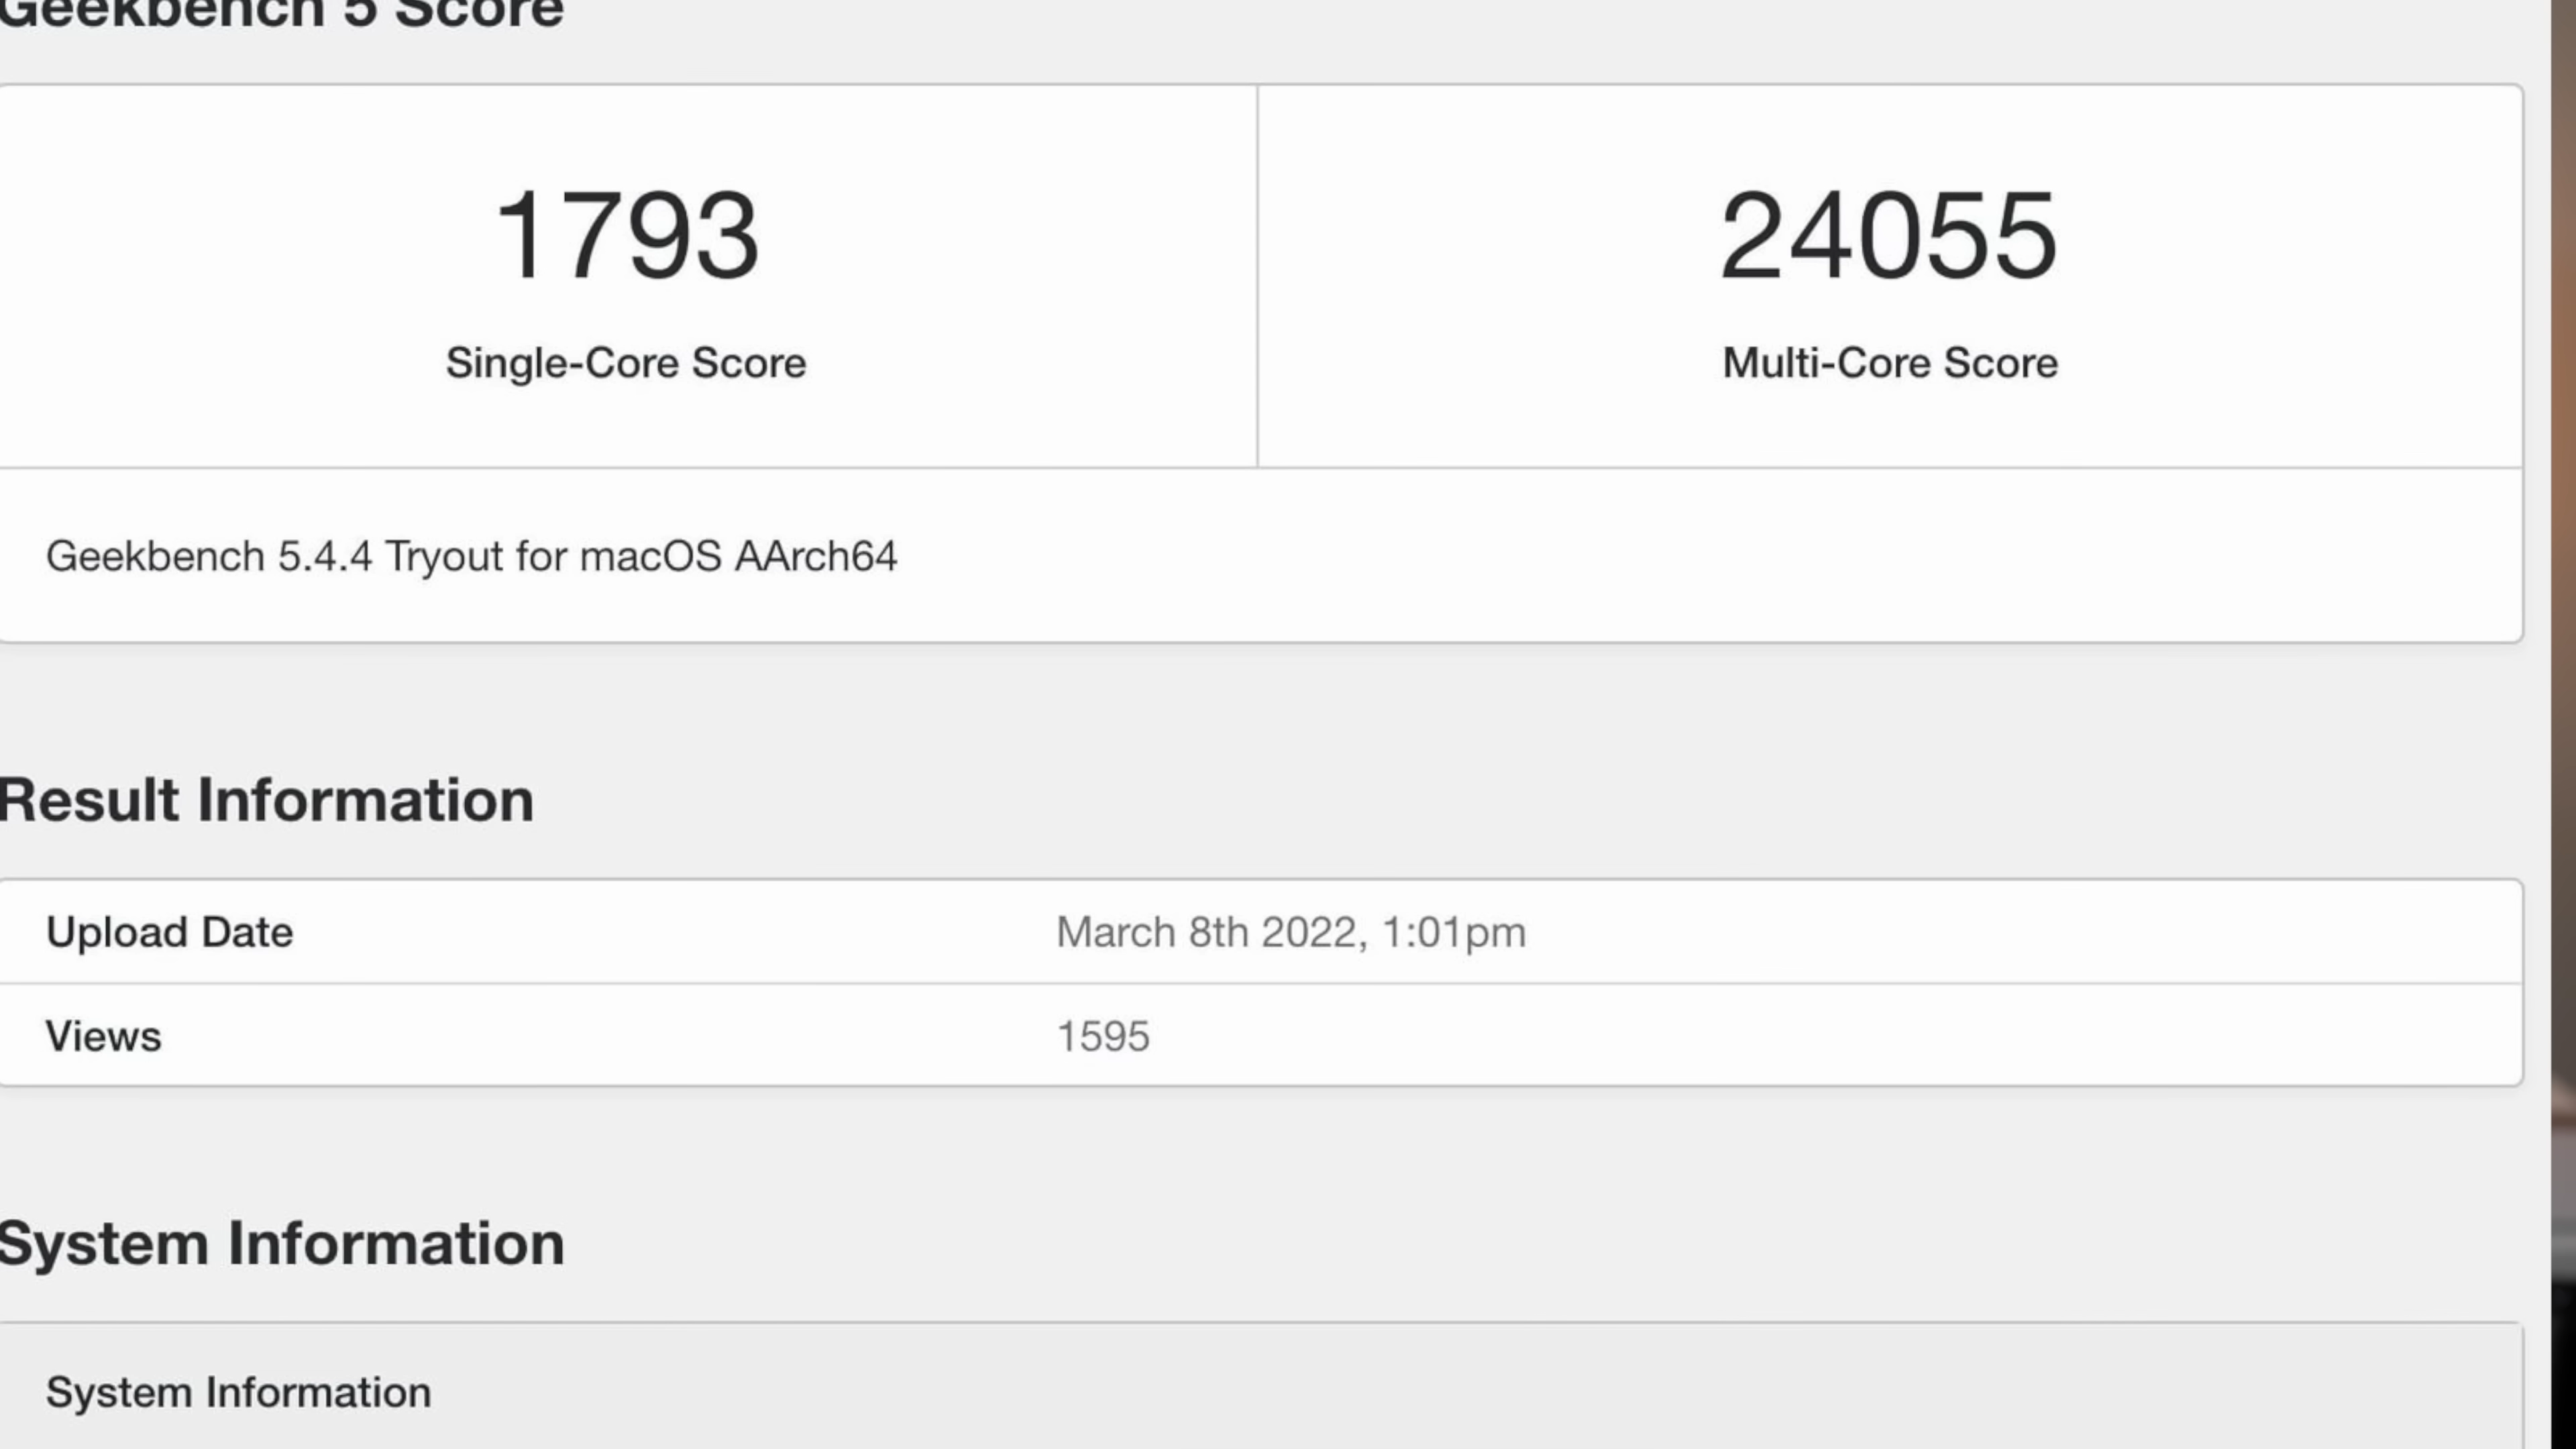 Geekbench 5 Score
1793
Single-Core Score
24055
Multi-Core Score
Geekbench 5.4.4 Tryout for macOS AArch64
Result Information
Upload Date March 8th 2022, 1:01pm
Views 1595
System Information
System Information